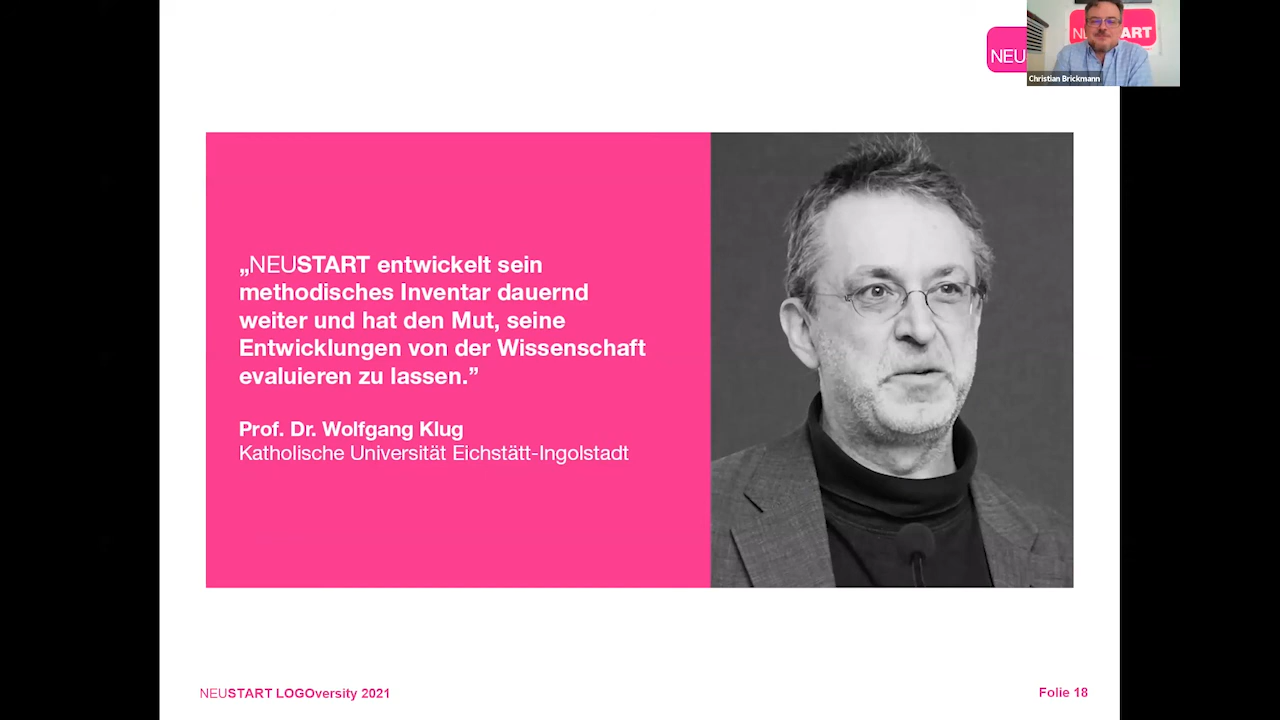 NEU
NEUSTART
Christian Brickmann
„NEUSTART entwickelt sein
methodisches Inventar dauernd
weiter und hat den Mut, seine
Entwicklungen von der Wissenschaft
evaluieren zu lassen.”
Prof. Dr. Wolfgang Klug
Katholische Universität Eichstätt-Ingolstadt
NEUSTART LOGOversity 2021
Folie 18